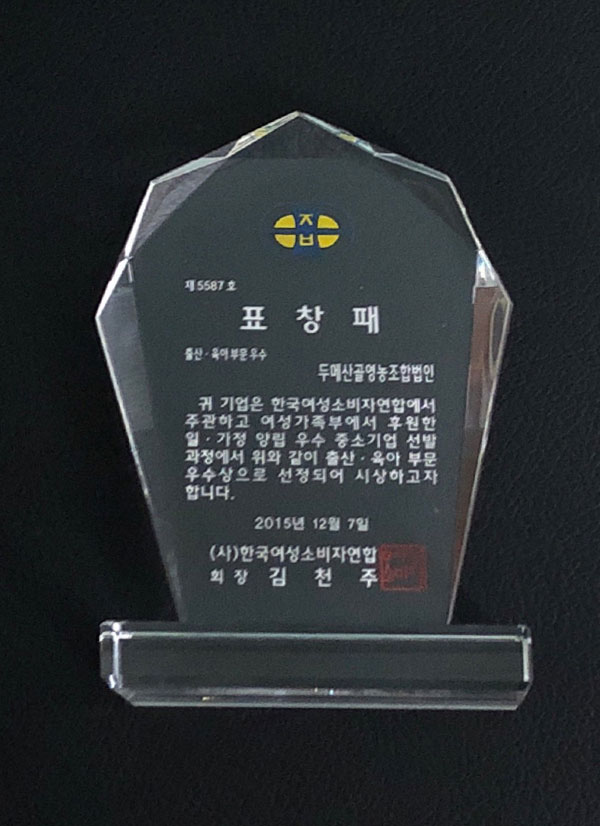 제 5587 호
표 창 패
출산 · 육아부문 우수
두메산골영농조합법인
귀 기업은 한국여성소비자연합에서
주관하고 여성가족부에서 후원한
일 · 가정 양립 우수 중소기업 선발
과정에서 위와 같이 출산 · 육아 부문
우수상으로 선정되어 시상하고자
합니다.
2015년 12월 7일
(사)한국여성소비자연합
회 장 김 천 주